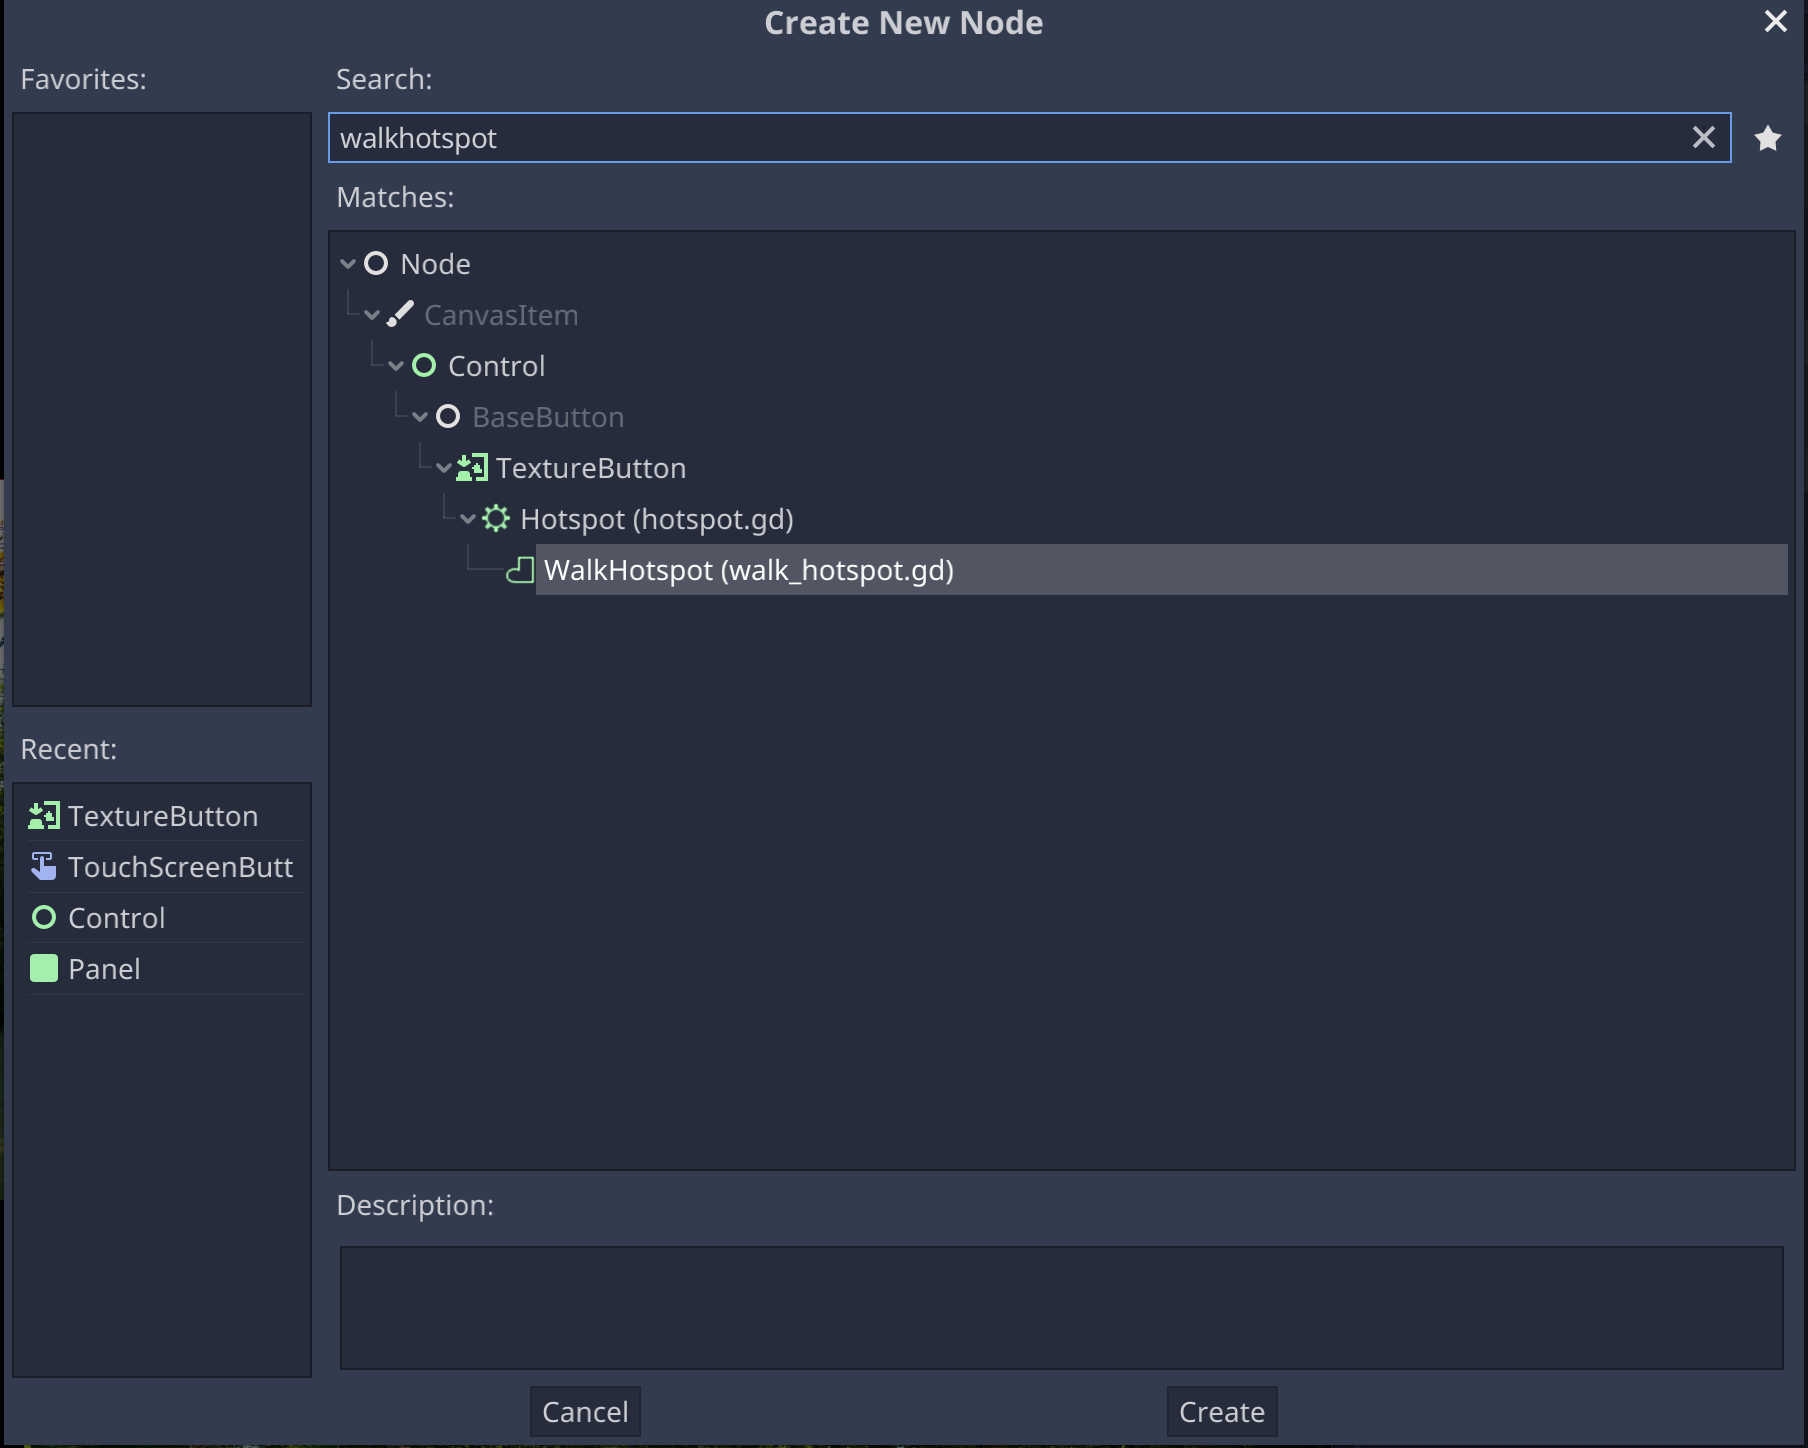 Create New Node
Favorites:
Search:
walkhotspot
Matches:
Node
CanvasItem
Control
BaseButton
TextureButton
Hotspot (hotspot.gd)
WalkHotspot (walk_hotspot.gd)
Recent:
TextureButton
TouchScreenButt
Control
Panel
Description:
Cancel
Create